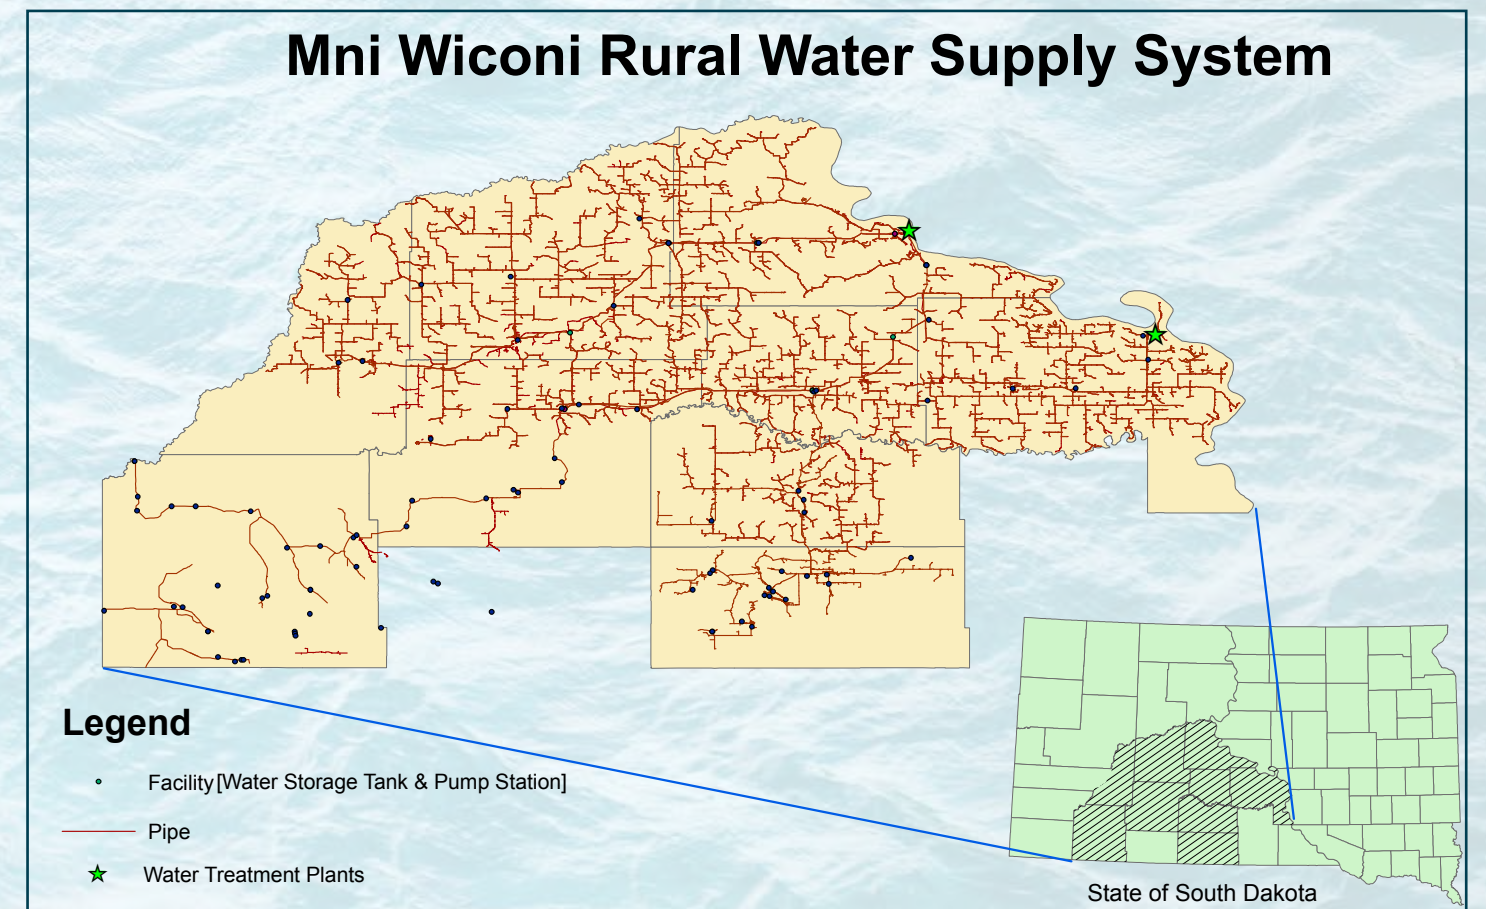 Mni Wiconi Rural Water Supply System
Legend
Facility[Water Storage Tank & Pump Station]
Pipe
Water Treatment Plants
State of South Dakota